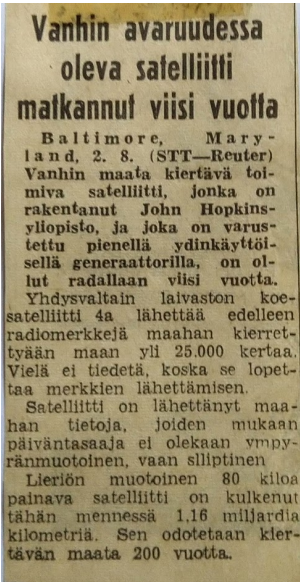 Vanhin avaruudessa
oleva satelliitti
matkannut viisi vuotta
Baltimore, Mary-
land, 2. 8. (STT—Reuter)
Vanhin maata kiertävä toi-
miva satelliitti, jonka on
rakentanut John Hopkins-
yliopisto, ja joka on varus-
tettu pienellä ydinkäyttöi-
sellä generaattorilla, on ol-
lut radallaan viisi vuotta.
Yhdysvaltain laivaston koe-
satelliitti 4a lähettää edelleen
radiomerkkejä maahan kierret-
tyään maan yli 25.000 kertaa.
Vielä ei tiedetä, koska se lopet-
taa merkkien lähettämisen.
Satelliitti on lähettänyt maa-
han tietoja, joiden mukaan
päiväntasaaja ei olekaan ympy-
ränmuotoinen, vaan slliptinen
Lieriön muotoinen 80 kiloa
painava satelliitti on kulkenut
tähän mennessä 1,16 miljardia
kilometriä. Sen odotetaan kier-
tävän maata 200 vuotta.